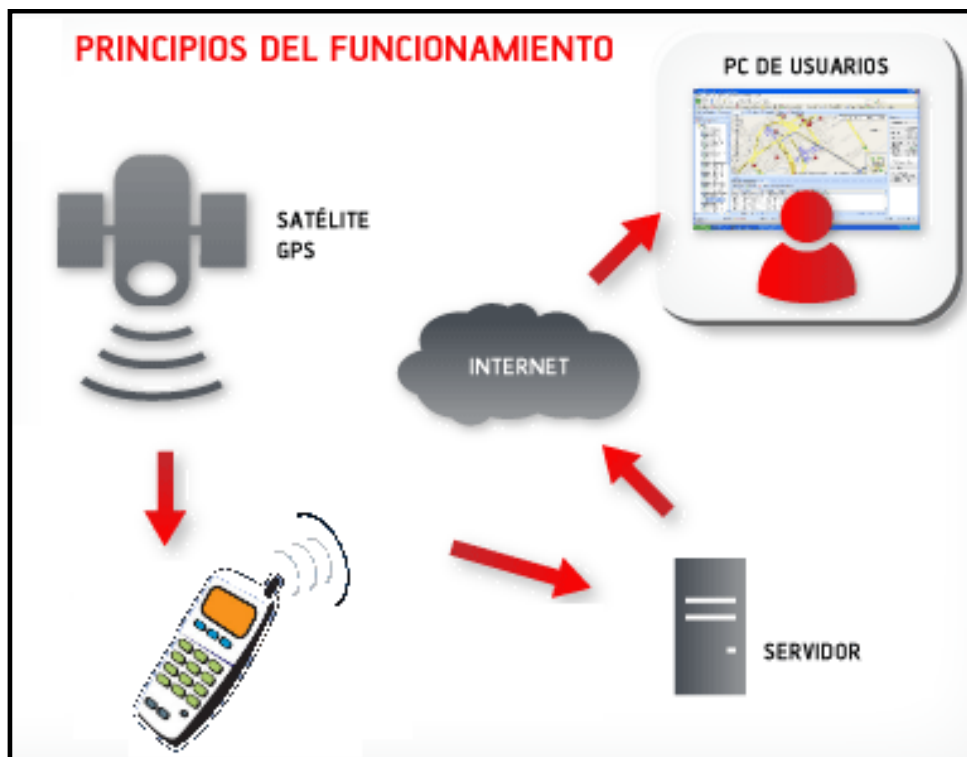 PRINCIPIOS DEL FUNCIONAMIENTO
PC DE USUARIOS
SATÉLITE
GPS
INTERNET
SERVIDOR